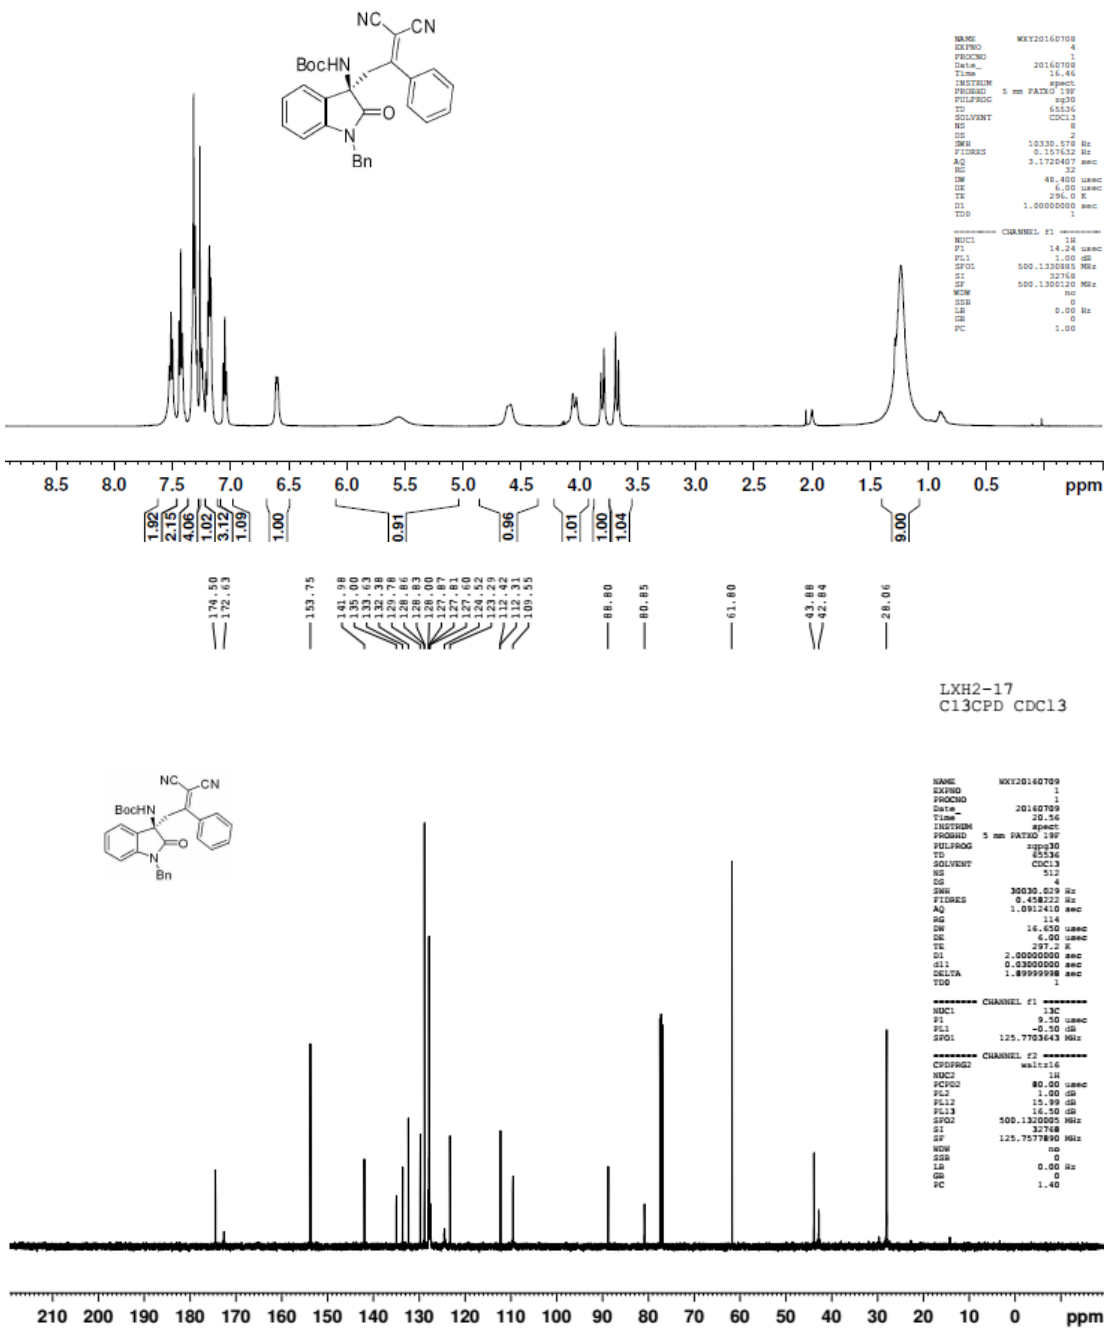 NC CN
BocHN
O
N
Bn
NAME WXY20160708
EXPNO 4
PROCNO 1
Date_ 20160708
Time 16.46
INSTRUM spect
PROBHD 5 mm PATXO 19F
PULPROG zg30
TD 65536
SOLVENT CDCl3
NS 8
DS 2
SWH 10330.578 Hz
FIDRES 0.157632 Hz
AQ 3.1720407 sec
RG 32
DW 48.400 usec
DE 6.00 usec
TE 296.0 K
D1 1.00000000 sec
TD0 1
======== CHANNEL f1 ========
NUC1 1H
P1 14.24 usec
PL1 1.00 dB
SFO1 500.1330885 MHz
SI 32768
SF 500.1300120 MHz
WDW no
SSB 0
LB 0.00 Hz
GB 0
PC 1.00
8.5 8.0 7.5 7.0 6.5 6.0 5.5 5.0 4.5 4.0 3.5 3.0 2.5 2.0 1.5 1.0 0.5 ppm
1.92 2.15 4.06 1.02 3.12 1.09 1.00 0.91 0.96 1.01 1.00 1.04 9.00
174.50 172.63 153.75 141.98 135.00 133.63 132.38 129.78 128.86 128.83 128.00 127.87 127.81 127.60 124.52 123.29 112.42 112.31 109.55 88.80 80.85 61.80 43.88 42.84 28.06
LXH2-17
C13CPD CDCl3
NC CN
BocHN
O
N
Bn
NAME WXY20160709
EXPNO 1
PROCNO 1
Date_ 20160709
Time 20.56
INSTRUM spect
PROBHD 5 mm PATXO 19F
PULPROG zgpg30
TD 65536
SOLVENT CDCl3
NS 512
DS 4
SWH 30030.029 Hz
FIDRES 0.458222 Hz
AQ 1.0912410 sec
RG 114
DW 16.650 usec
DE 6.00 usec
TE 297.2 K
D1 2.00000000 sec
d11 0.03000000 sec
DELTA 1.89999998 sec
TD0 1
======== CHANNEL f1 ========
NUC1 13C
P1 9.50 usec
PL1 -0.50 dB
SFO1 125.7703643 MHz
======== CHANNEL f2 ========
CPDPRG2 waltz16
NUC2 1H
PCPD2 80.00 usec
PL2 1.00 dB
PL12 15.99 dB
PL13 16.50 dB
SFO2 500.1320005 MHz
SI 32768
SF 125.7577890 MHz
WDW no
SSB 0
LB 0.00 Hz
GB 0
PC 1.40
210 200 190 180 170 160 150 140 130 120 110 100 90 80 70 60 50 40 30 20 10 0 ppm